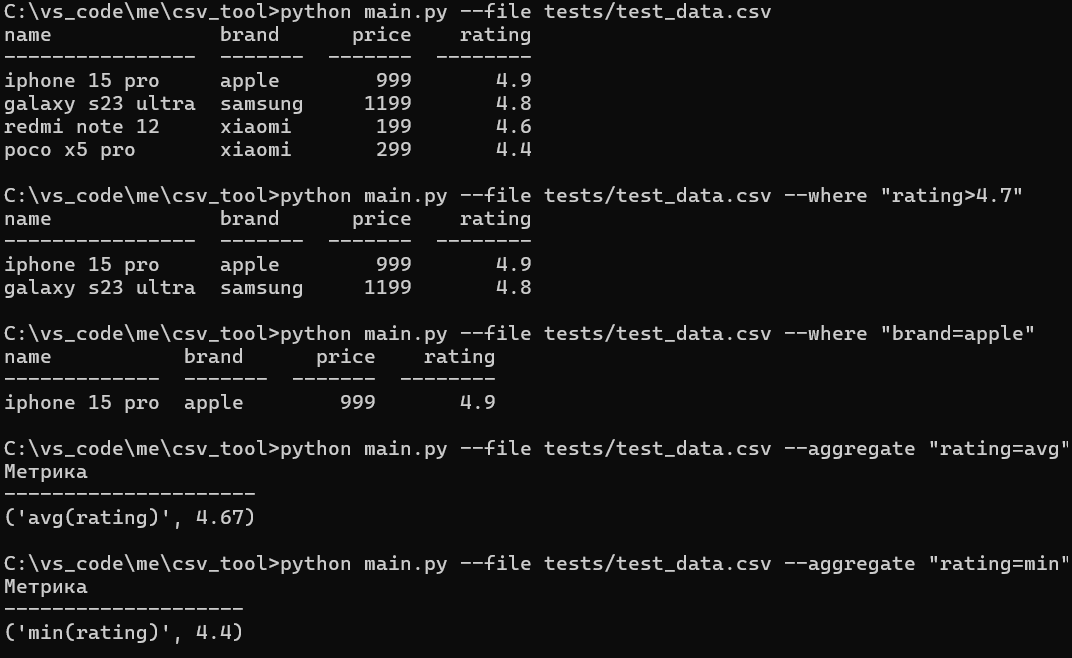 C:\vs_code\me\csv_tool>python main.py --file tests/test_data.csv
name              brand      price    rating
----------------  -------  -------  --------
iphone 15 pro     apple        999       4.9
galaxy s23 ultra  samsung     1199       4.8
redmi note 12     xiaomi       199       4.6
poco x5 pro       xiaomi       299       4.4
C:\vs_code\me\csv_tool>python main.py --file tests/test_data.csv --where "rating>4.7"
name              brand      price    rating
----------------  -------  -------  --------
iphone 15 pro     apple        999       4.9
galaxy s23 ultra  samsung     1199       4.8
C:\vs_code\me\csv_tool>python main.py --file tests/test_data.csv --where "brand=apple"
name           brand      price    rating
-------------  -------  -------  --------
iphone 15 pro  apple        999       4.9
C:\vs_code\me\csv_tool>python main.py --file tests/test_data.csv --aggregate "rating=avg"
Метрика
---------------------
('avg(rating)', 4.67)
C:\vs_code\me\csv_tool>python main.py --file tests/test_data.csv --aggregate "rating=min"
Метрика
--------------------
('min(rating)', 4.4)